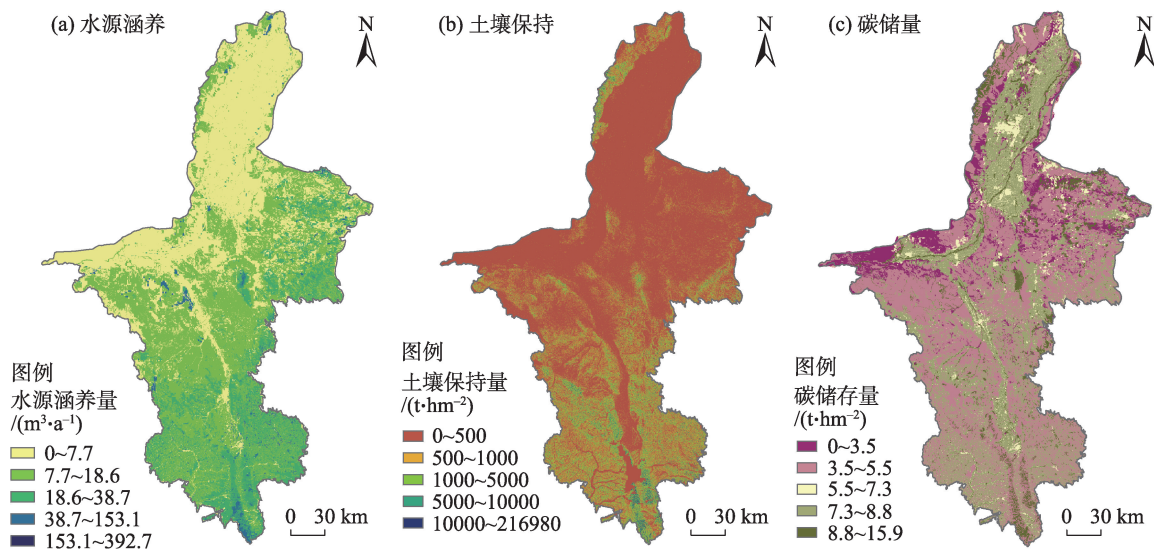 (a) 水源涵养
N
图例
水源涵养量
/(m³·a⁻¹)
0~7.7
7.7~18.6
18.6~38.7
38.7~153.1
153.1~392.7
0 30 km
(b) 土壤保持
N
图例
土壤保持量
/(t·hm⁻²)
0~500
500~1000
1000~5000
5000~10000
10000~216980
0 30 km
(c) 碳储量
N
图例
碳储存量
/(t·hm⁻²)
0~3.5
3.5~5.5
5.5~7.3
7.3~8.8
8.8~15.9
0 30 km